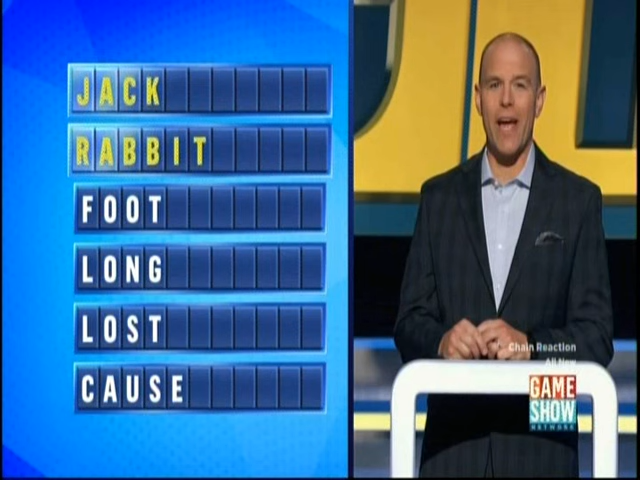 JACK
RABBIT
FOOT
LONG
LOST
CAUSE
Chain Reaction
All New
GAME
SHOW
NETWORK